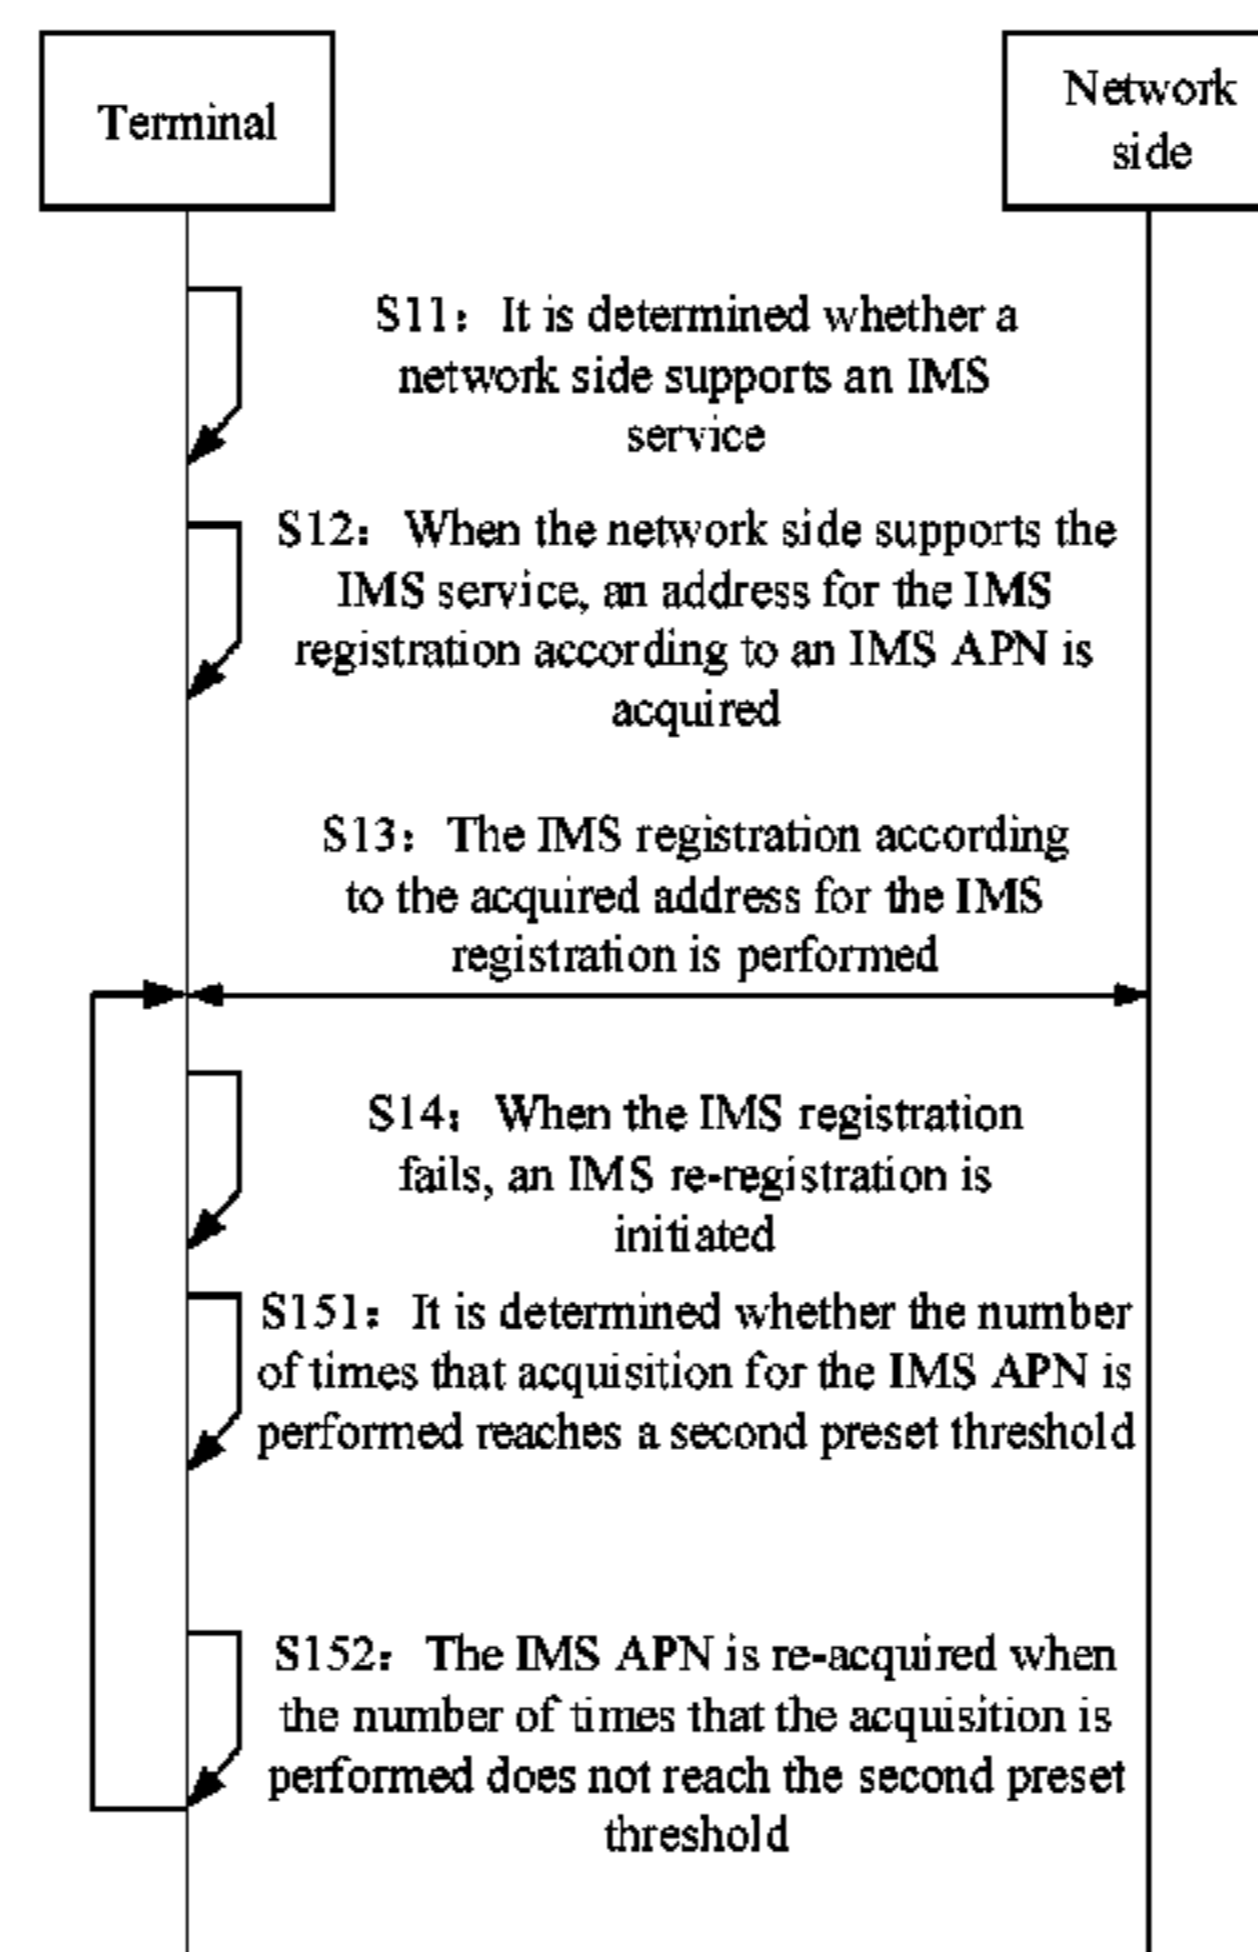 Terminal
Network
side
S11: It is determined whether a
network side supports an IMS
service
S12: When the network side supports the
IMS service, an address for the IMS
registration according to an IMS APN is
acquired
S13: The IMS registration according
to the acquired address for the IMS
registration is performed
S14: When the IMS registration
fails, an IMS re-registration is
initiated
S151: It is determined whether the number
of times that acquisition for the IMS APN is
performed reaches a second preset threshold
S152: The IMS APN is re-acquired when
the number of times that the acquisition is
performed does not reach the second preset
threshold